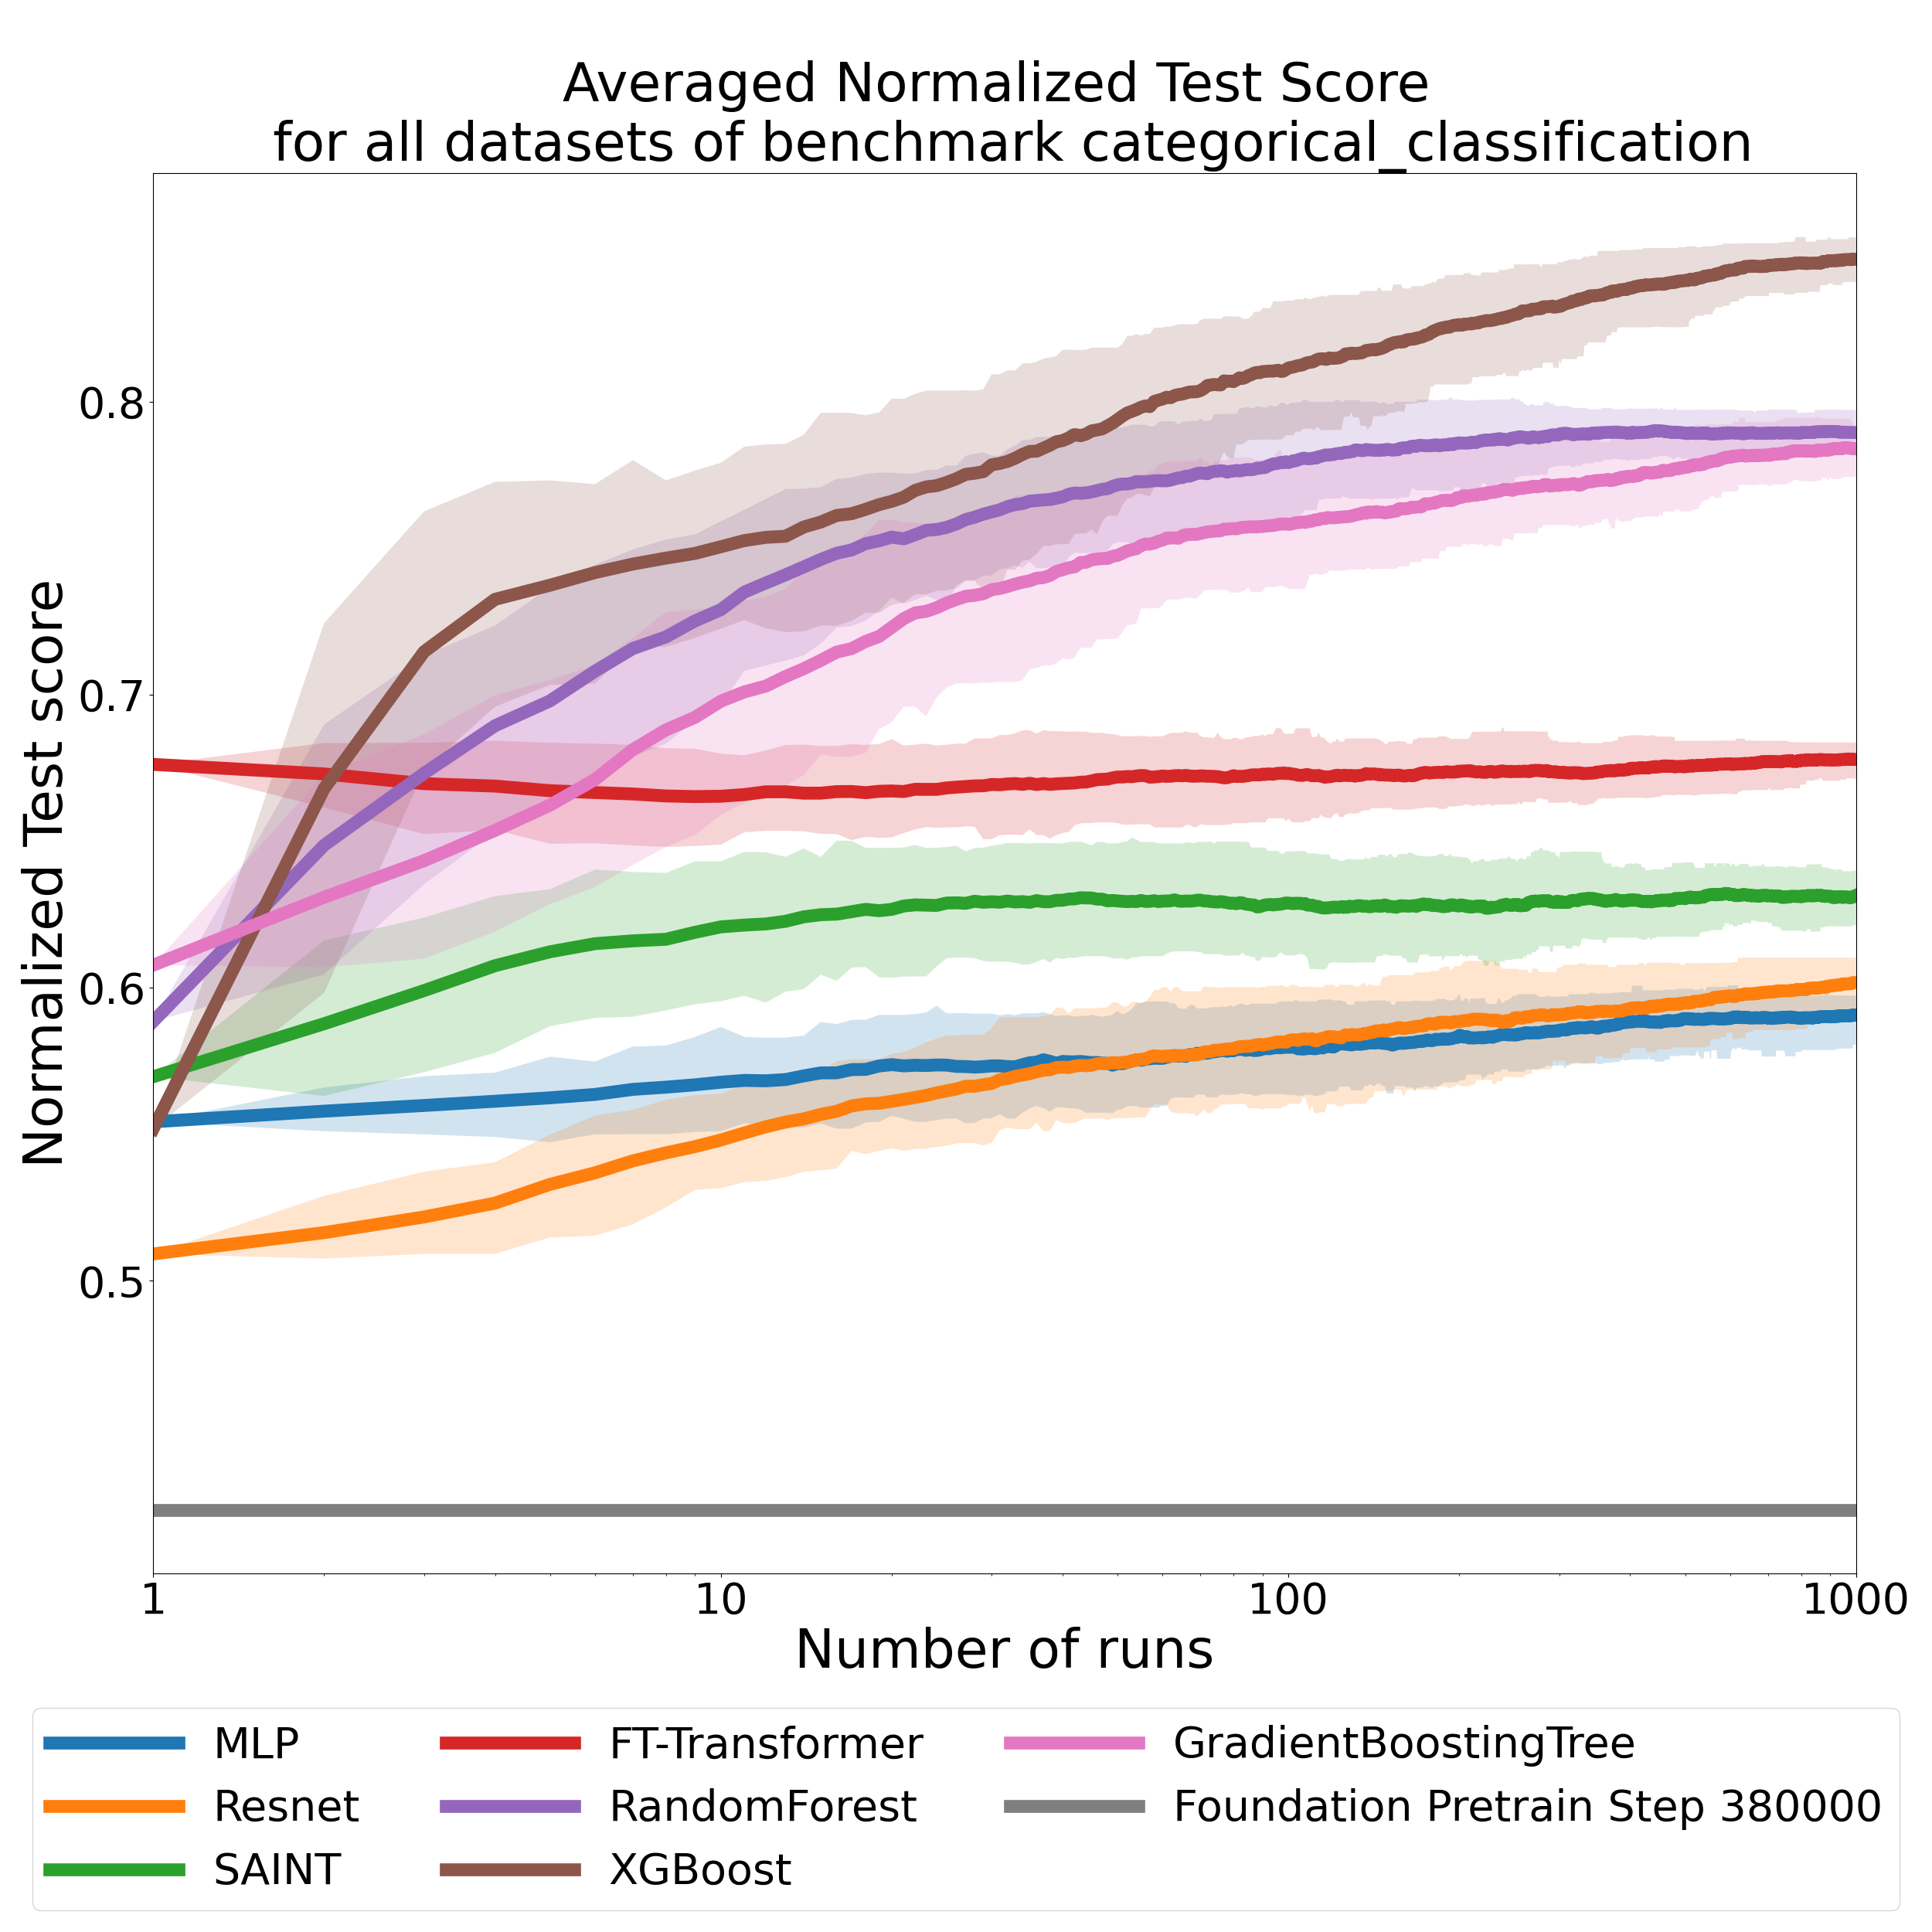 Averaged Normalized Test Score
for all datasets of benchmark categorical_classification
Normalized Test score
0.8
0.7
0.6
0.5
1
10
100
1000
Number of runs
MLP
Resnet
SAINT
FT-Transformer
RandomForest
XGBoost
GradientBoostingTree
Foundation Pretrain Step 380000